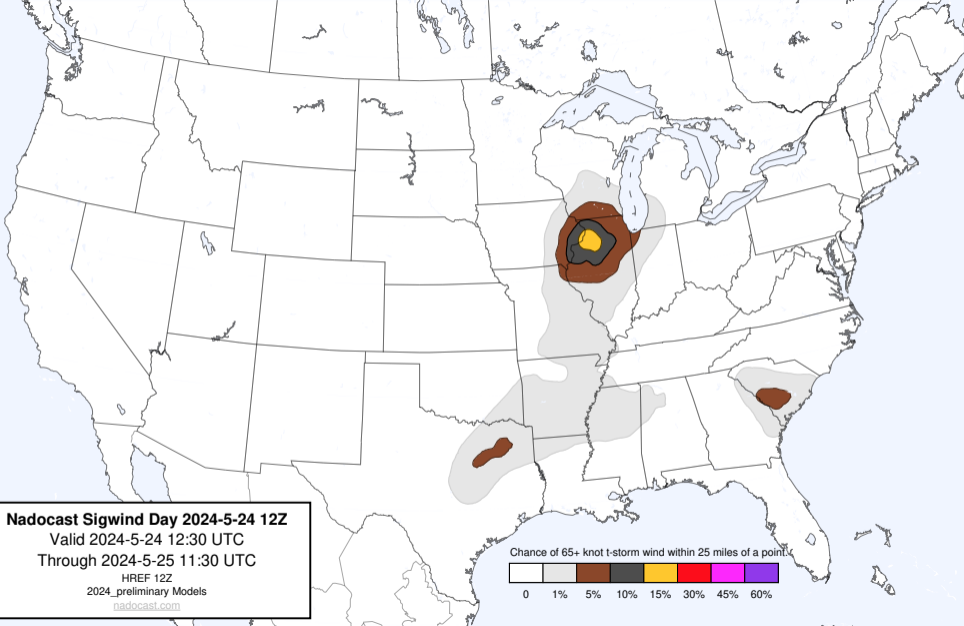 Nadocast Sigwind Day 2024-5-24 12Z
Valid 2024-5-24 12:30 UTC
Through 2024-5-25 11:30 UTC
HREF 12Z
2024_preliminary Models
nadocast.com
Chance of 65+ knot t-storm wind within 25 miles of a point.
0 1% 5% 10% 15% 30% 45% 60%